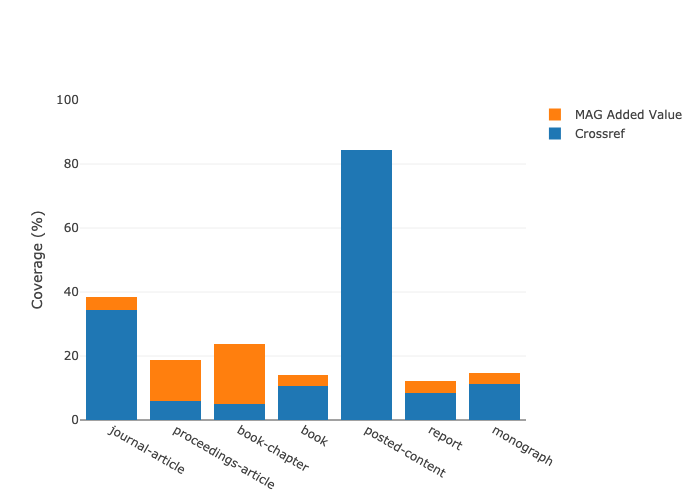 100
80
60
40
20
0
Coverage (%)
journal-article
proceedings-article
book-chapter
book
posted-content
report
monograph
MAG Added Value
Crossref